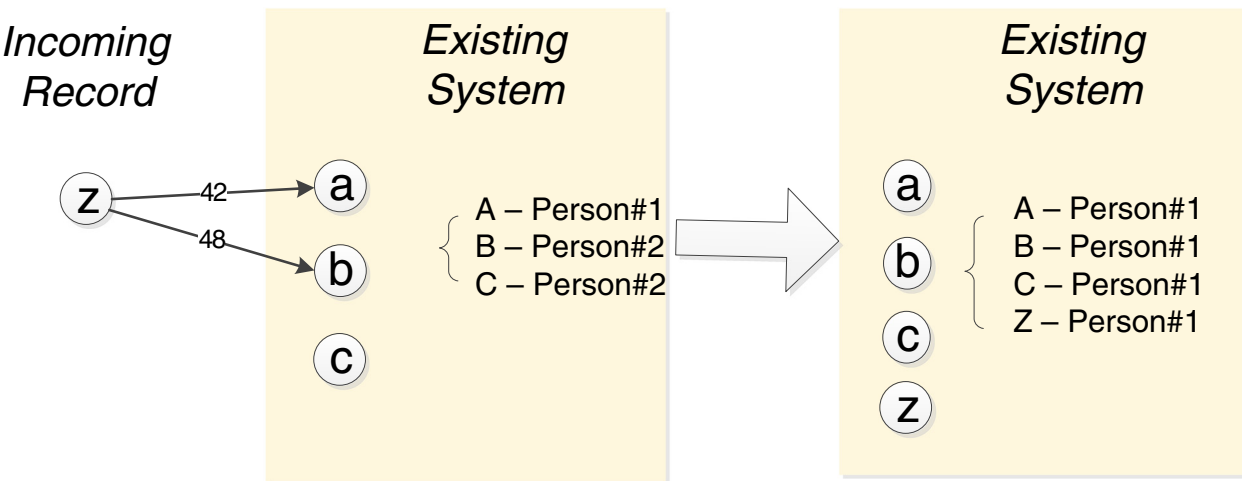 Incoming
Record
z
42
48
Existing
System
a
b
c
A – Person#1
B – Person#2
C – Person#2
Existing
System
a
b
c
z
A – Person#1
B – Person#1
C – Person#1
Z – Person#1